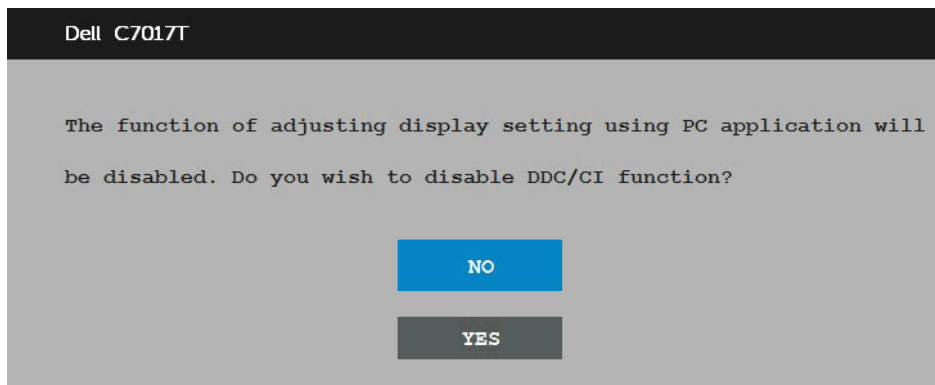 Dell C7017T
The function of adjusting display setting using PC application will
be disabled. Do you wish to disable DDC/CI function?
NO
YES